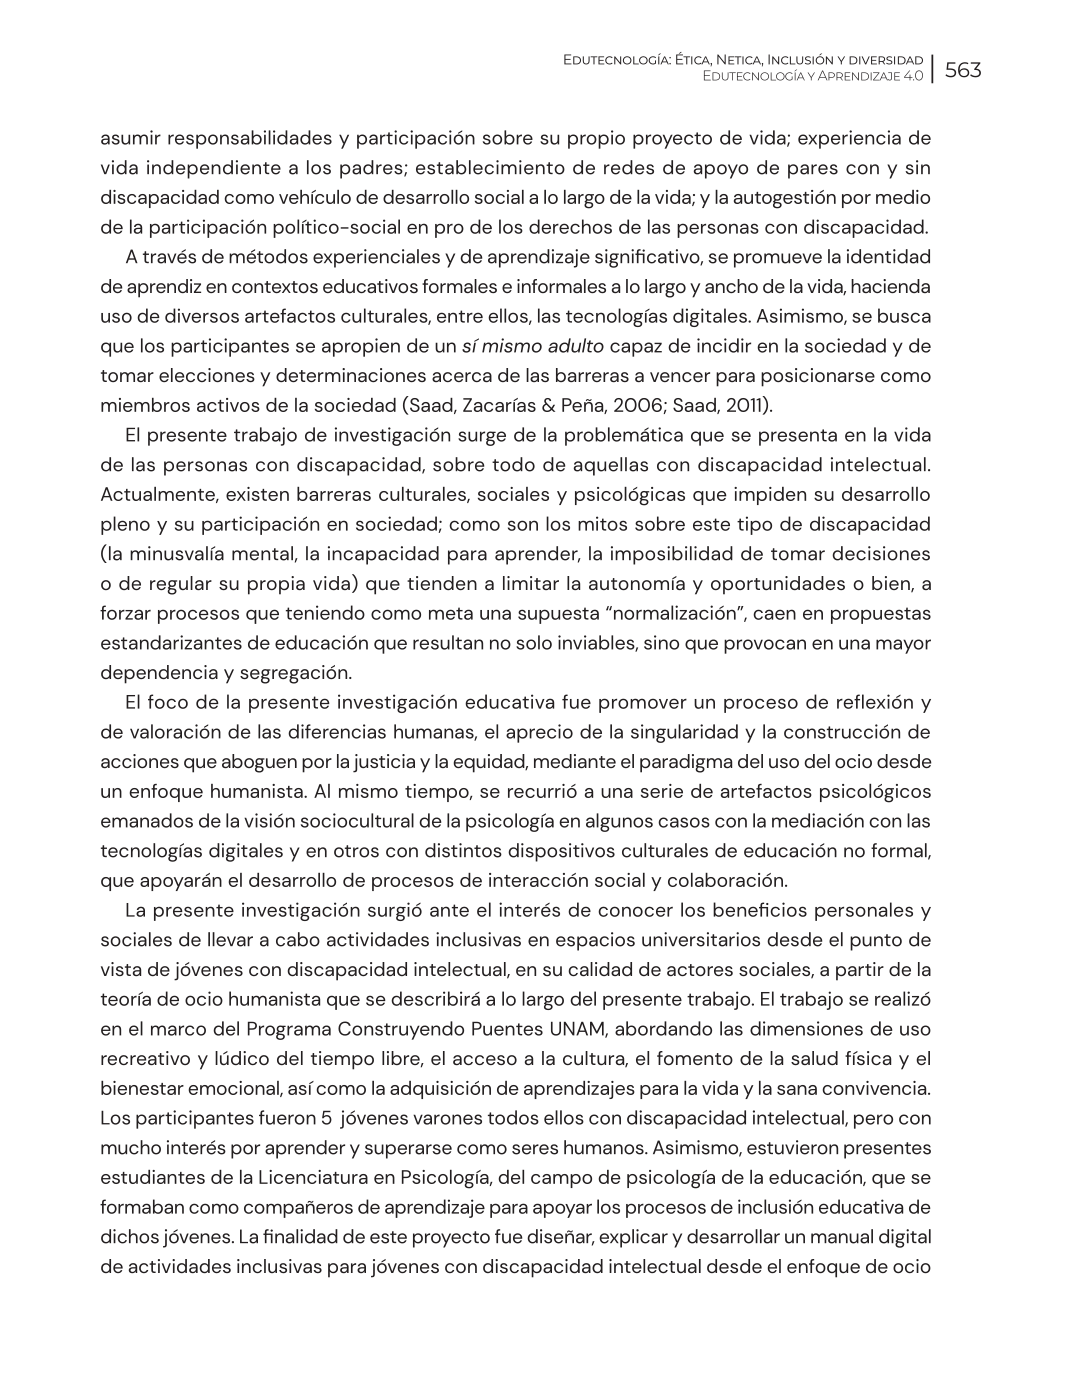 Edutecnología: Ética, Netica, Inclusión y diversidad
Edutecnología y Aprendizaje 4.0
563
asumir responsabilidades y participación sobre su propio proyecto de vida; experiencia de
vida independiente a los padres; establecimiento de redes de apoyo de pares con y sin
discapacidad como vehículo de desarrollo social a lo largo de la vida; y la autogestión por medio
de la participación político-social en pro de los derechos de las personas con discapacidad.
A través de métodos experienciales y de aprendizaje significativo, se promueve la identidad
de aprendiz en contextos educativos formales e informales a lo largo y ancho de la vida, hacienda
uso de diversos artefactos culturales, entre ellos, las tecnologías digitales. Asimismo, se busca
que los participantes se apropien de un sí mismo adulto capaz de incidir en la sociedad y de
tomar elecciones y determinaciones acerca de las barreras a vencer para posicionarse como
miembros activos de la sociedad (Saad, Zacarías & Peña, 2006; Saad, 2011).
El presente trabajo de investigación surge de la problemática que se presenta en la vida
de las personas con discapacidad, sobre todo de aquellas con discapacidad intelectual.
Actualmente, existen barreras culturales, sociales y psicológicas que impiden su desarrollo
pleno y su participación en sociedad; como son los mitos sobre este tipo de discapacidad
(la minusvalía mental, la incapacidad para aprender, la imposibilidad de tomar decisiones
o de regular su propia vida) que tienden a limitar la autonomía y oportunidades o bien, a
forzar procesos que teniendo como meta una supuesta “normalización”, caen en propuestas
estandarizantes de educación que resultan no solo inviables, sino que provocan en una mayor
dependencia y segregación.
El foco de la presente investigación educativa fue promover un proceso de reflexión y
de valoración de las diferencias humanas, el aprecio de la singularidad y la construcción de
acciones que aboguen por la justicia y la equidad, mediante el paradigma del uso del ocio desde
un enfoque humanista. Al mismo tiempo, se recurrió a una serie de artefactos psicológicos
emanados de la visión sociocultural de la psicología en algunos casos con la mediación con las
tecnologías digitales y en otros con distintos dispositivos culturales de educación no formal,
que apoyarán el desarrollo de procesos de interacción social y colaboración.
La presente investigación surgió ante el interés de conocer los beneficios personales y
sociales de llevar a cabo actividades inclusivas en espacios universitarios desde el punto de
vista de jóvenes con discapacidad intelectual, en su calidad de actores sociales, a partir de la
teoría de ocio humanista que se describirá a lo largo del presente trabajo. El trabajo se realizó
en el marco del Programa Construyendo Puentes UNAM, abordando las dimensiones de uso
recreativo y lúdico del tiempo libre, el acceso a la cultura, el fomento de la salud física y el
bienestar emocional, así como la adquisición de aprendizajes para la vida y la sana convivencia.
Los participantes fueron 5 jóvenes varones todos ellos con discapacidad intelectual, pero con
mucho interés por aprender y superarse como seres humanos. Asimismo, estuvieron presentes
estudiantes de la Licenciatura en Psicología, del campo de psicología de la educación, que se
formaban como compañeros de aprendizaje para apoyar los procesos de inclusión educativa de
dichos jóvenes. La finalidad de este proyecto fue diseñar, explicar y desarrollar un manual digital
de actividades inclusivas para jóvenes con discapacidad intelectual desde el enfoque de ocio